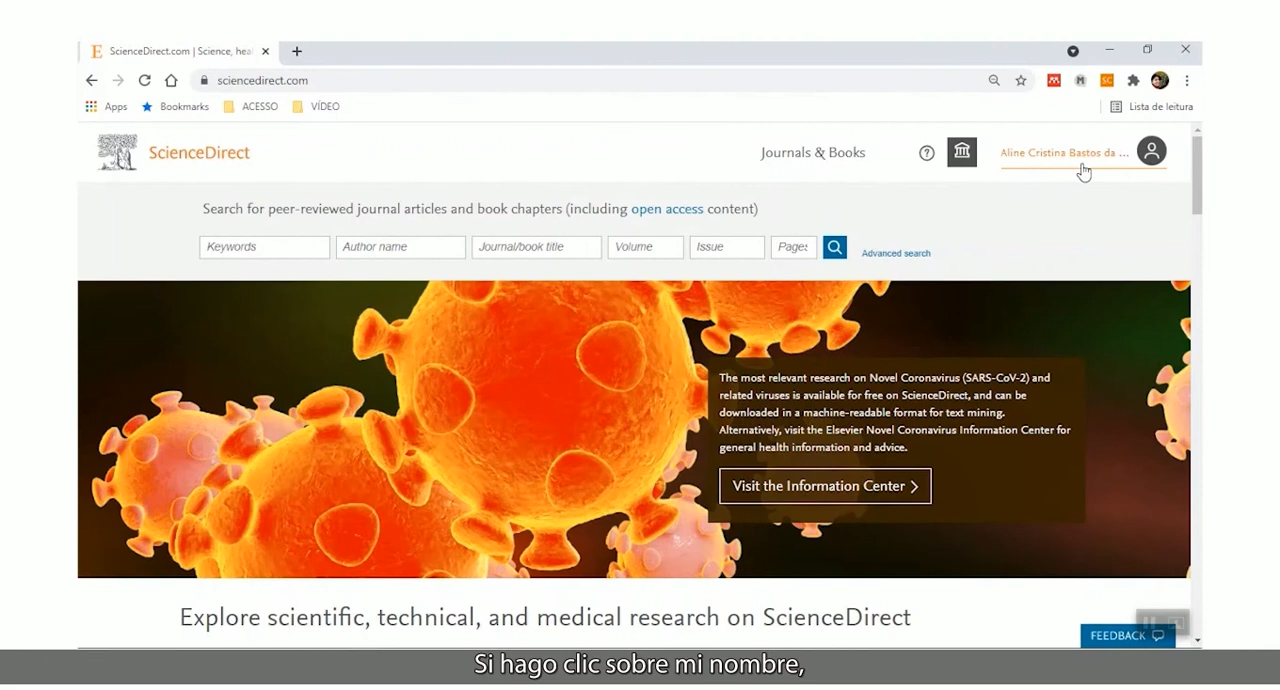 E ScienceDirect.com | Science, hea
sciencedirect.com
SC
Apps Bookmarks ACESSO VÍDEO Lista de leitura
ScienceDirect Journals & Books ? Aline Cristina Bastos da ...
Search for peer-reviewed journal articles and book chapters (including open access content)
Keywords Author name Journal/book title Volume Issue Page: Advanced search
The most relevant research on Novel Coronavirus (SARS-CoV-2) and
related viruses is available for free on ScienceDirect, and can be
downloaded in a machine-readable format for text mining.
Alternatively, visit the Elsevier Novel Coronavirus Information Center for
general health information and advice.
Visit the Information Center >
Explore scientific, technical, and medical research on ScienceDirect
FEEDBACK
Si hago clic sobre mi nombre,